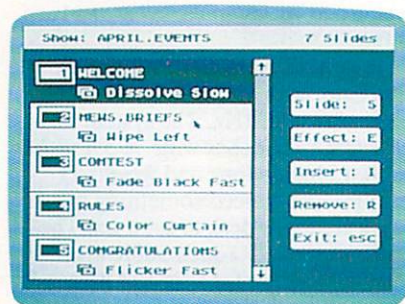 Show: APRIL.EVENTS 7 Slides
1 WELCOME
Dissolve Slow
2 NEWS.BRIEFS
Wipe Left
3 CONTEST
Fade Black Fast
4 RULES
Color Curtain
5 CONGRATULATIONS
Flicker Fast
Slide: S
Effect: E
Insert: I
Remove: R
Exit: esc